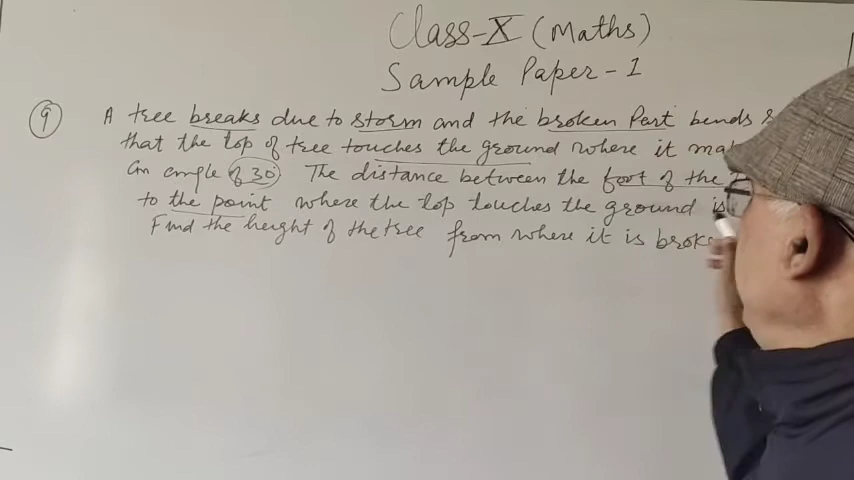 Class-X (Maths)
Sample Paper-1
9 A tree breaks due to storm and the broken Part bends
that the top of tree touches the ground where it
an angle of 30° The distance between the foot of the
to the point where the top touches the ground is
Find the height of the tree from where it is